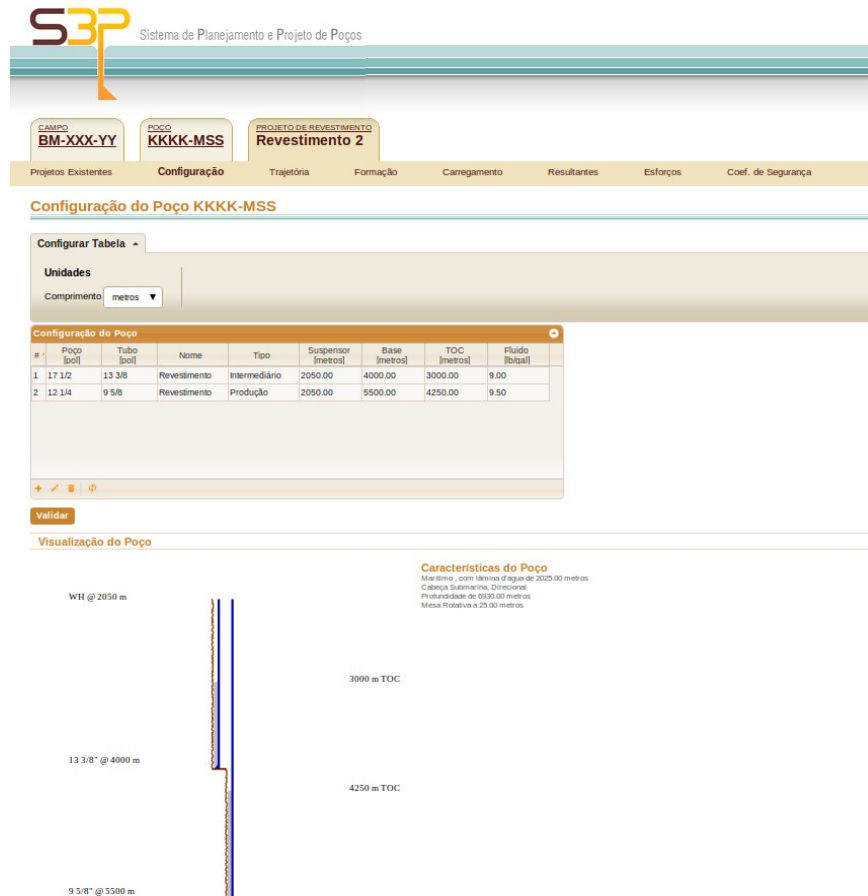 S3P Sistema de Planejamento e Projeto de Poços
CAMPO
BM-XXX-YY
POÇO
KKKK-MSS
PROJETO DE REVESTIMENTO
Revestimento 2
Projetos Existentes Configuração Trajetória Formação Carregamento Resultantes Esforços Coef. de Segurança
Configuração do Poço KKKK-MSS
Configurar Tabela
Unidades
Comprimento metros
Configuração do Poço
# Poço [pol] Tubo [pol] Nome Tipo Suspensor [metros] Base [metros] TOC [metros] Fluido [lb/gal]
1 17 1/2 13 3/8 Revestimento Intermediário 2050.00 4000.00 3000.00 9.00
2 12 1/4 9 5/8 Revestimento Produção 2050.00 5500.00 4250.00 9.50
Validar
Visualização do Poço
Características do Poço
Marítimo , com lâmina d'água de 2025.00 metros
Cabeça Submarina, Direcional
Profundidade de 6930.00 metros
Mesa Rotativa a 25.00 metros
WH @ 2050 m
3000 m TOC
13 3/8" @ 4000 m
4250 m TOC
9 5/8" @ 5500 m